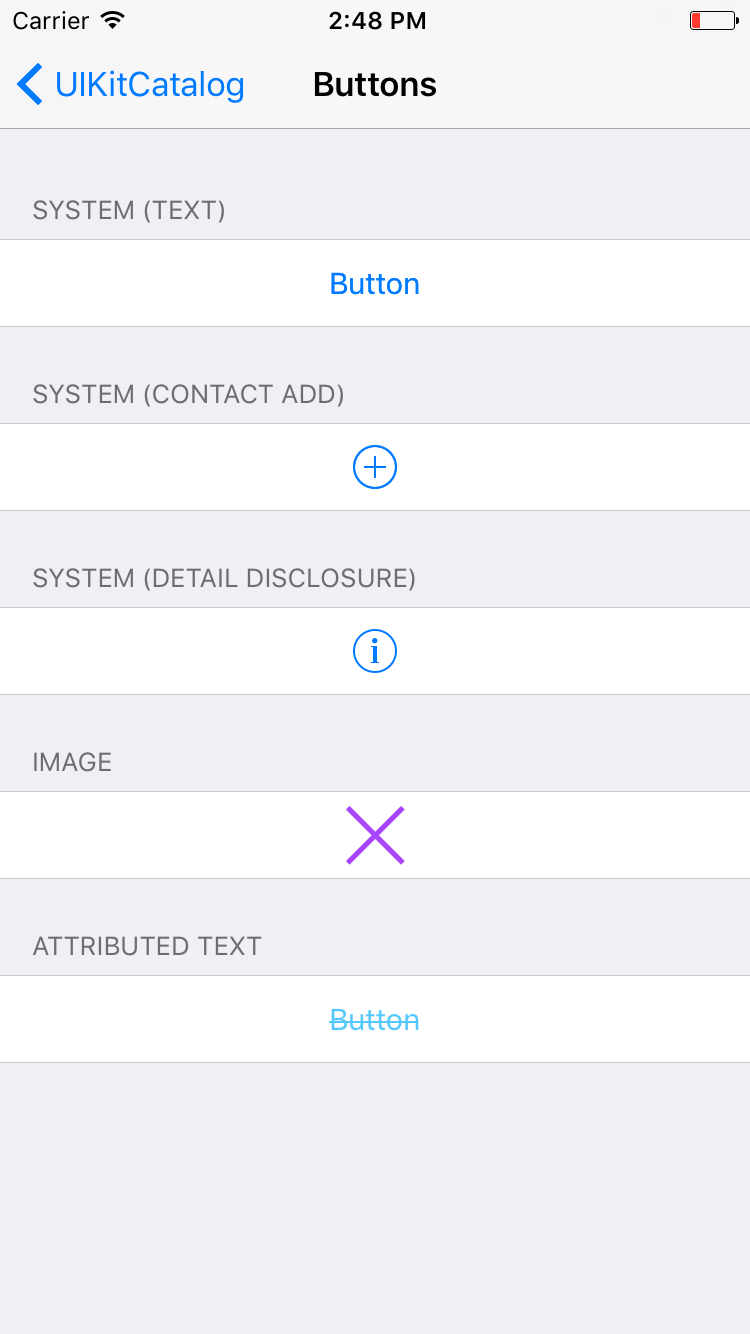 Carrier 2:48 PM
UIKitCatalog Buttons
SYSTEM (TEXT)
Button
SYSTEM (CONTACT ADD)
SYSTEM (DETAIL DISCLOSURE)
IMAGE
ATTRIBUTED TEXT
Button